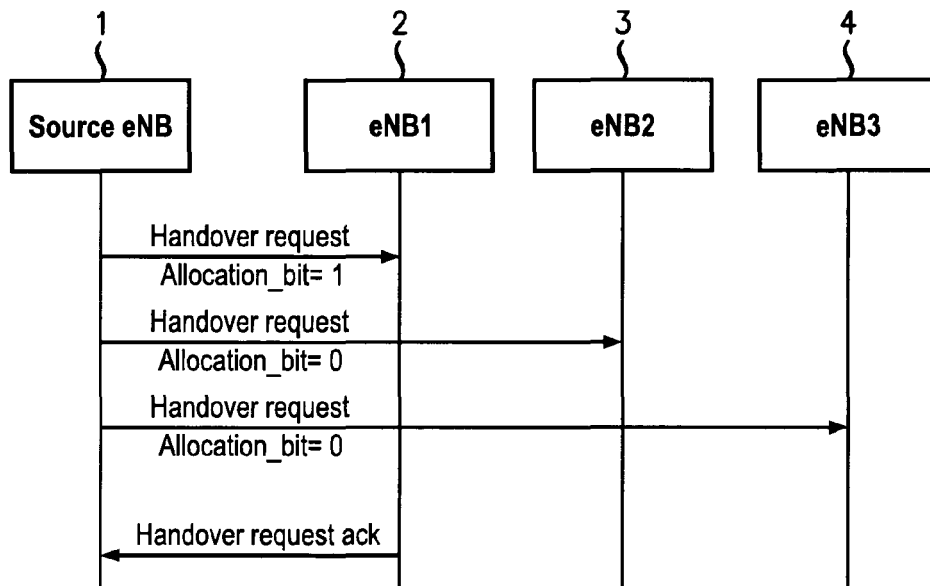 1
2
3
4
Source eNB
eNB1
eNB2
eNB3
Handover request
Allocation_bit= 1
Handover request
Allocation_bit= 0
Handover request
Allocation_bit= 0
Handover request ack